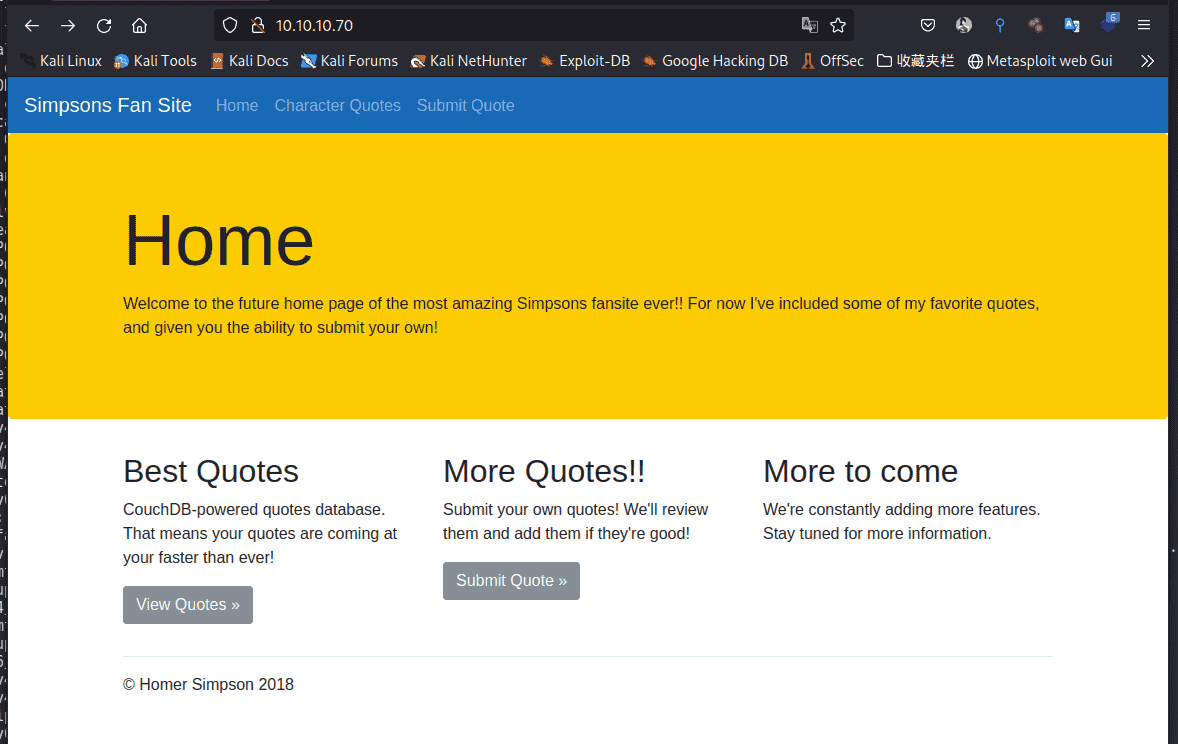 10.10.10.70
6
Kali Linux Kali Tools Kali Docs Kali Forums Kali NetHunter Exploit-DB Google Hacking DB OffSec 收藏夹栏 Metasploit web Gui
Simpsons Fan Site Home Character Quotes Submit Quote
Home
Welcome to the future home page of the most amazing Simpsons fansite ever!! For now I've included some of my favorite quotes,
and given you the ability to submit your own!
Best Quotes
CouchDB-powered quotes database.
That means your quotes are coming at
your faster than ever!
View Quotes »
More Quotes!!
Submit your own quotes! We'll review
them and add them if they're good!
Submit Quote »
More to come
We're constantly adding more features.
Stay tuned for more information.
© Homer Simpson 2018